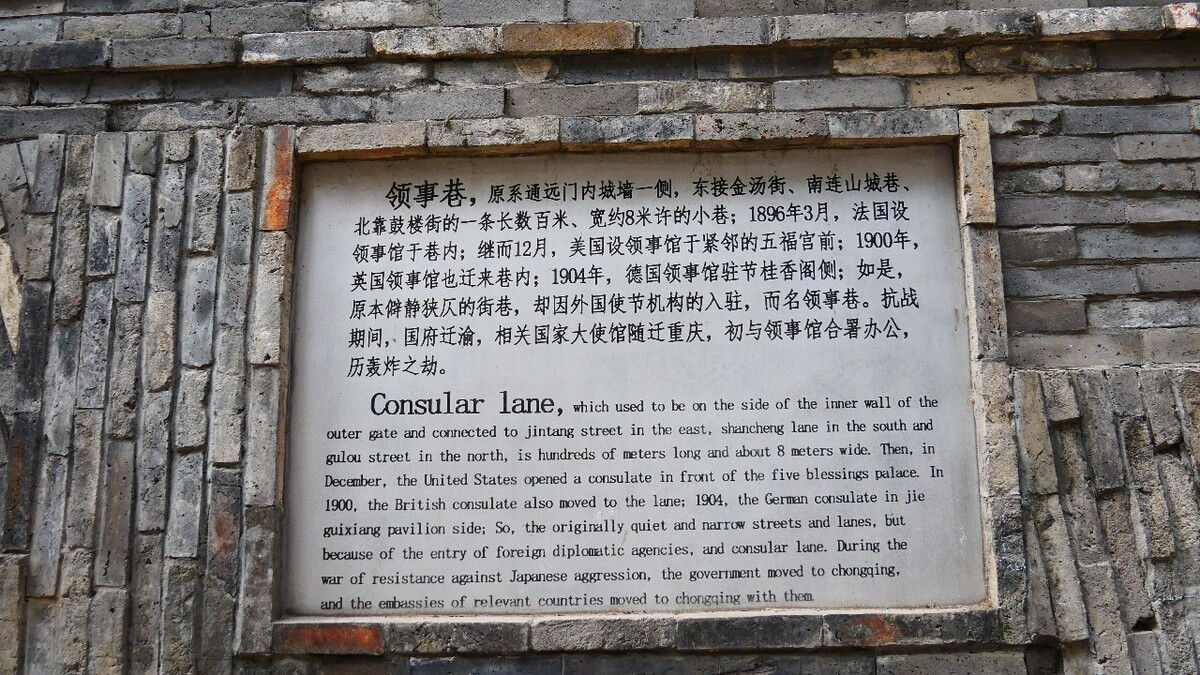 领事巷，原系通远门内城墙一侧，东接金汤街、南连山城巷、
北靠鼓楼街的一条长数百米、宽约8米许的小巷；1896年3月，法国设
领事馆于巷内；继而12月，美国设领事馆于紧邻的五福宫前；1900年，
英国领事馆也迁来巷内；1904年，德国领事馆驻节桂香阁侧；如是，
原本僻静狭仄的街巷，却因外国使节机构的入驻，而名领事巷。抗战
期间，国府迁渝，相关国家大使馆随迁重庆，初与领事馆合署办公，
历轰炸之劫。
Consular lane, which used to be on the side of the inner wall of the
outer gate and connected to jintang street in the east, shancheng lane in the south and
gulou street in the north, is hundreds of meters long and about 8 meters wide. Then, in
December, the United States opened a consulate in front of the five blessings palace. In
1900, the British consulate also moved to the lane; 1904, the German consulate in jie
guixiang pavilion side; So, the originally quiet and narrow streets and lanes, but
because of the entry of foreign diplomatic agencies, and consular lane. During the
war of resistance against Japanese aggression, the government moved to chongqing,
and the embassies of relevant countries moved to chongqing with them.